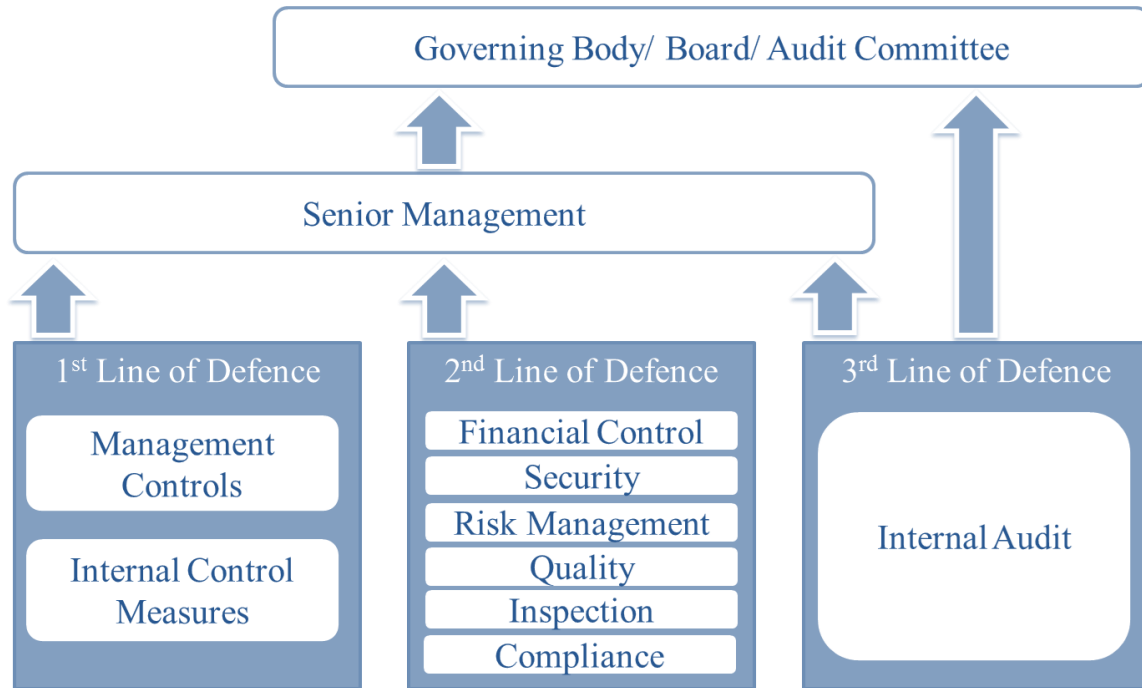 Governing Body/ Board/ Audit Committee
Senior Management
1st Line of Defence
Management
Controls
Internal Control
Measures
2nd Line of Defence
Financial Control
Security
Risk Management
Quality
Inspection
Compliance
3rd Line of Defence
Internal Audit